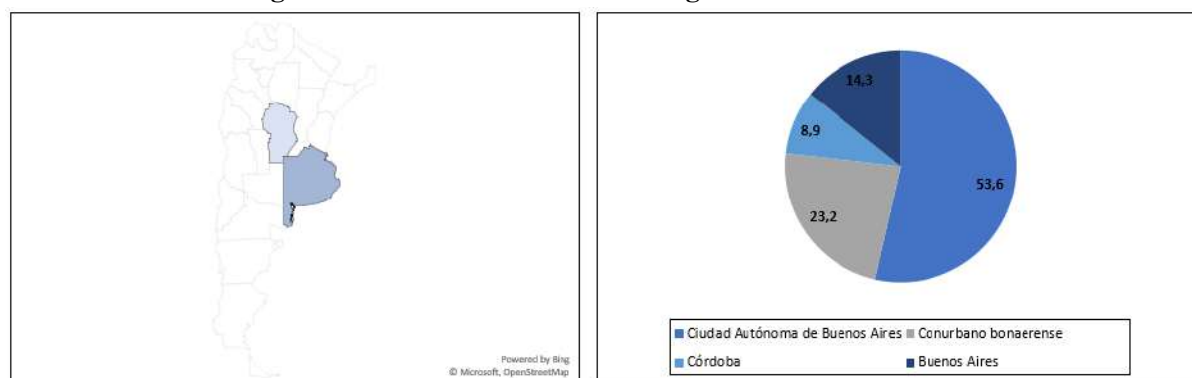 Powered by Bing
© Microsoft, OpenStreetMap
14,3
8,9
53,6
23,2
Ciudad Autónoma de Buenos Aires Conurbano bonaerense
Córdoba Buenos Aires